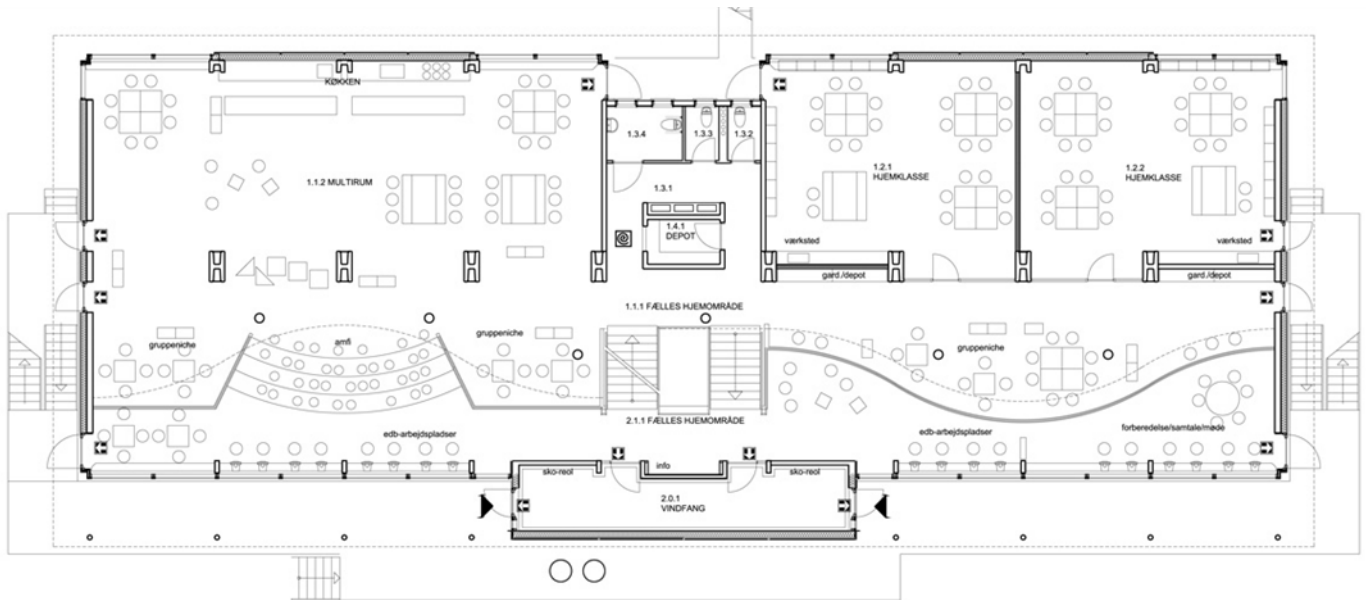 KØKKEN
1.3.4
1.3.3
1.3.2
1.1.2 MULTIRUM
1.3.1
1.2.1
HJEMKLASSE
1.2.2
HJEMKLASSE
1.4.1
DEPOT
værksted
værksted
gard./depot
gard./depot
1.1.1 FÆLLES HJEMOMRÅDE
gruppeniche
amfi
gruppeniche
gruppeniche
2.1.1 FÆLLES HJEMOMRÅDE
edb-arbejdspladser
edb-arbejdspladser
forberedelse/samtale/møde
sko-reol
info
sko-reol
2.0.1
VINDFANG